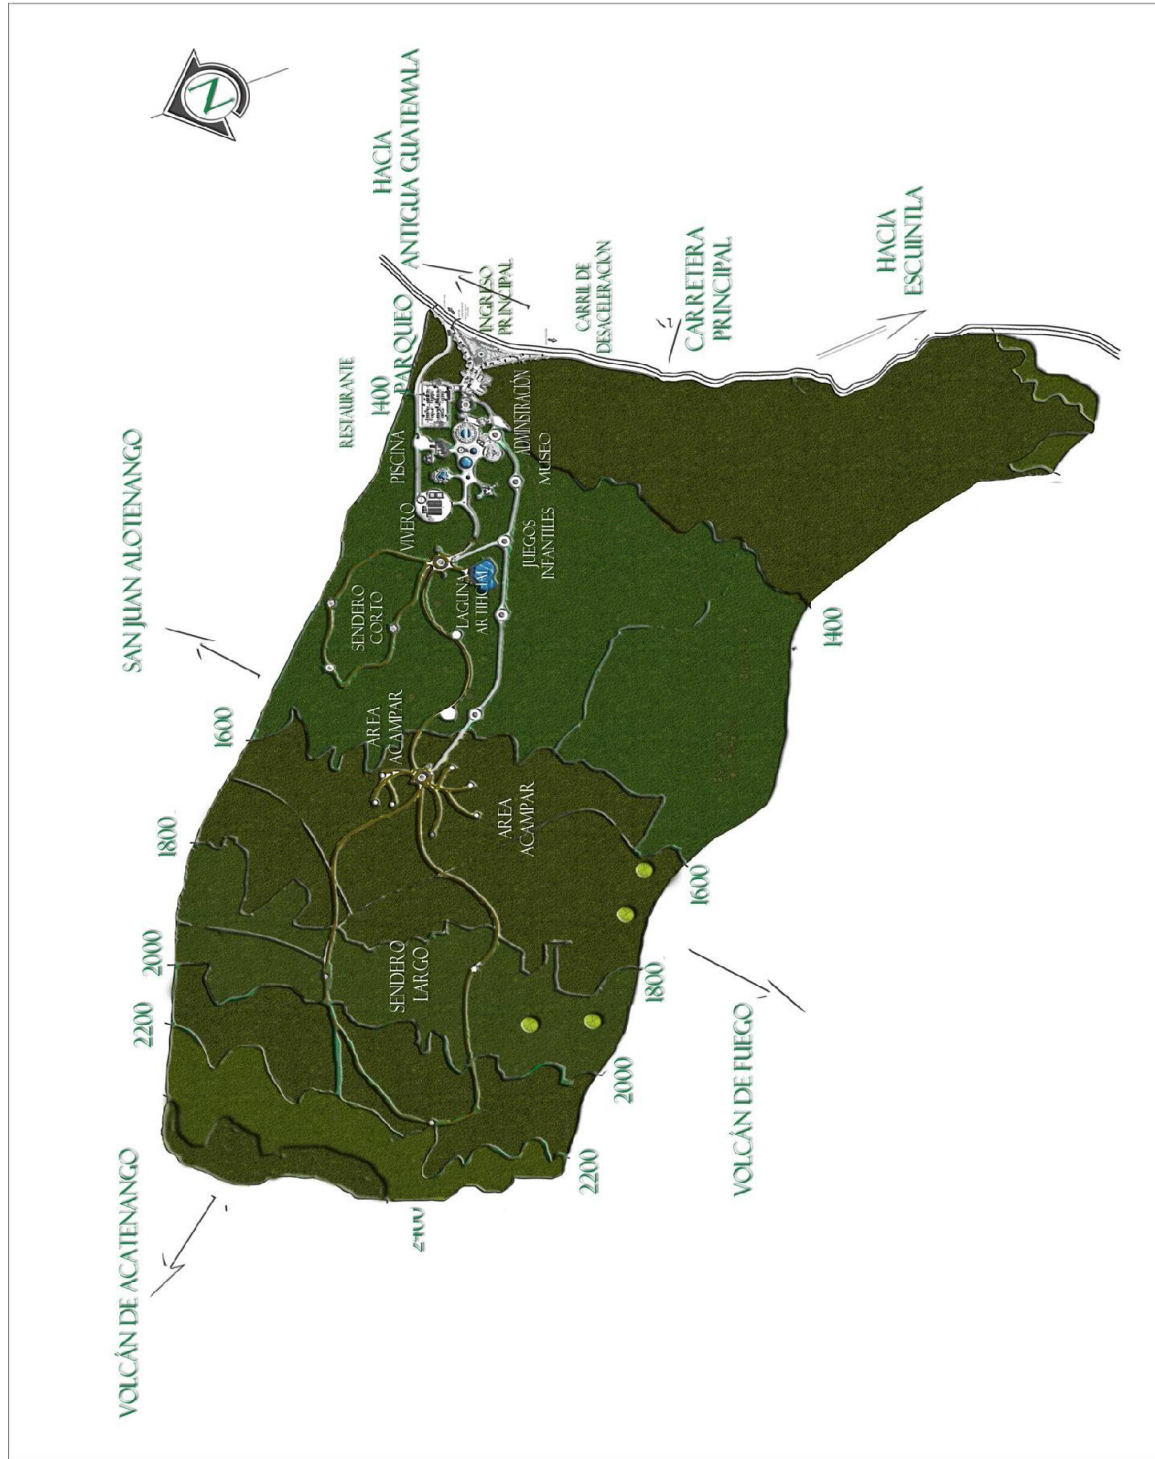 VOLCÁN DE ACATENANGO
SAN JUAN ALOTENANGO
2200
2000
1800
N
1600
RESTAURANTE
SENDERO
CORTO
AREA
ACAMPAR
1400
HACIA
ANTIGUA GUATEMALA
SENDERO
LARGO
PISCINA
PARQUEO
VIVERO
2400
LAGUNA
ARTIFICIAL
INGRESO
PRINCIPAL
AREA
ACAMPAR
ADMINISTRACIÓN
JUEGOS
INFANTILES
MUSEO
CARRIL DE
DESACELERACION
2200
2000
1800
CARRETERA
PRINCIPAL
1600
VOLCÁN DE FUEGO
1400
HACIA
ESCUINTLA